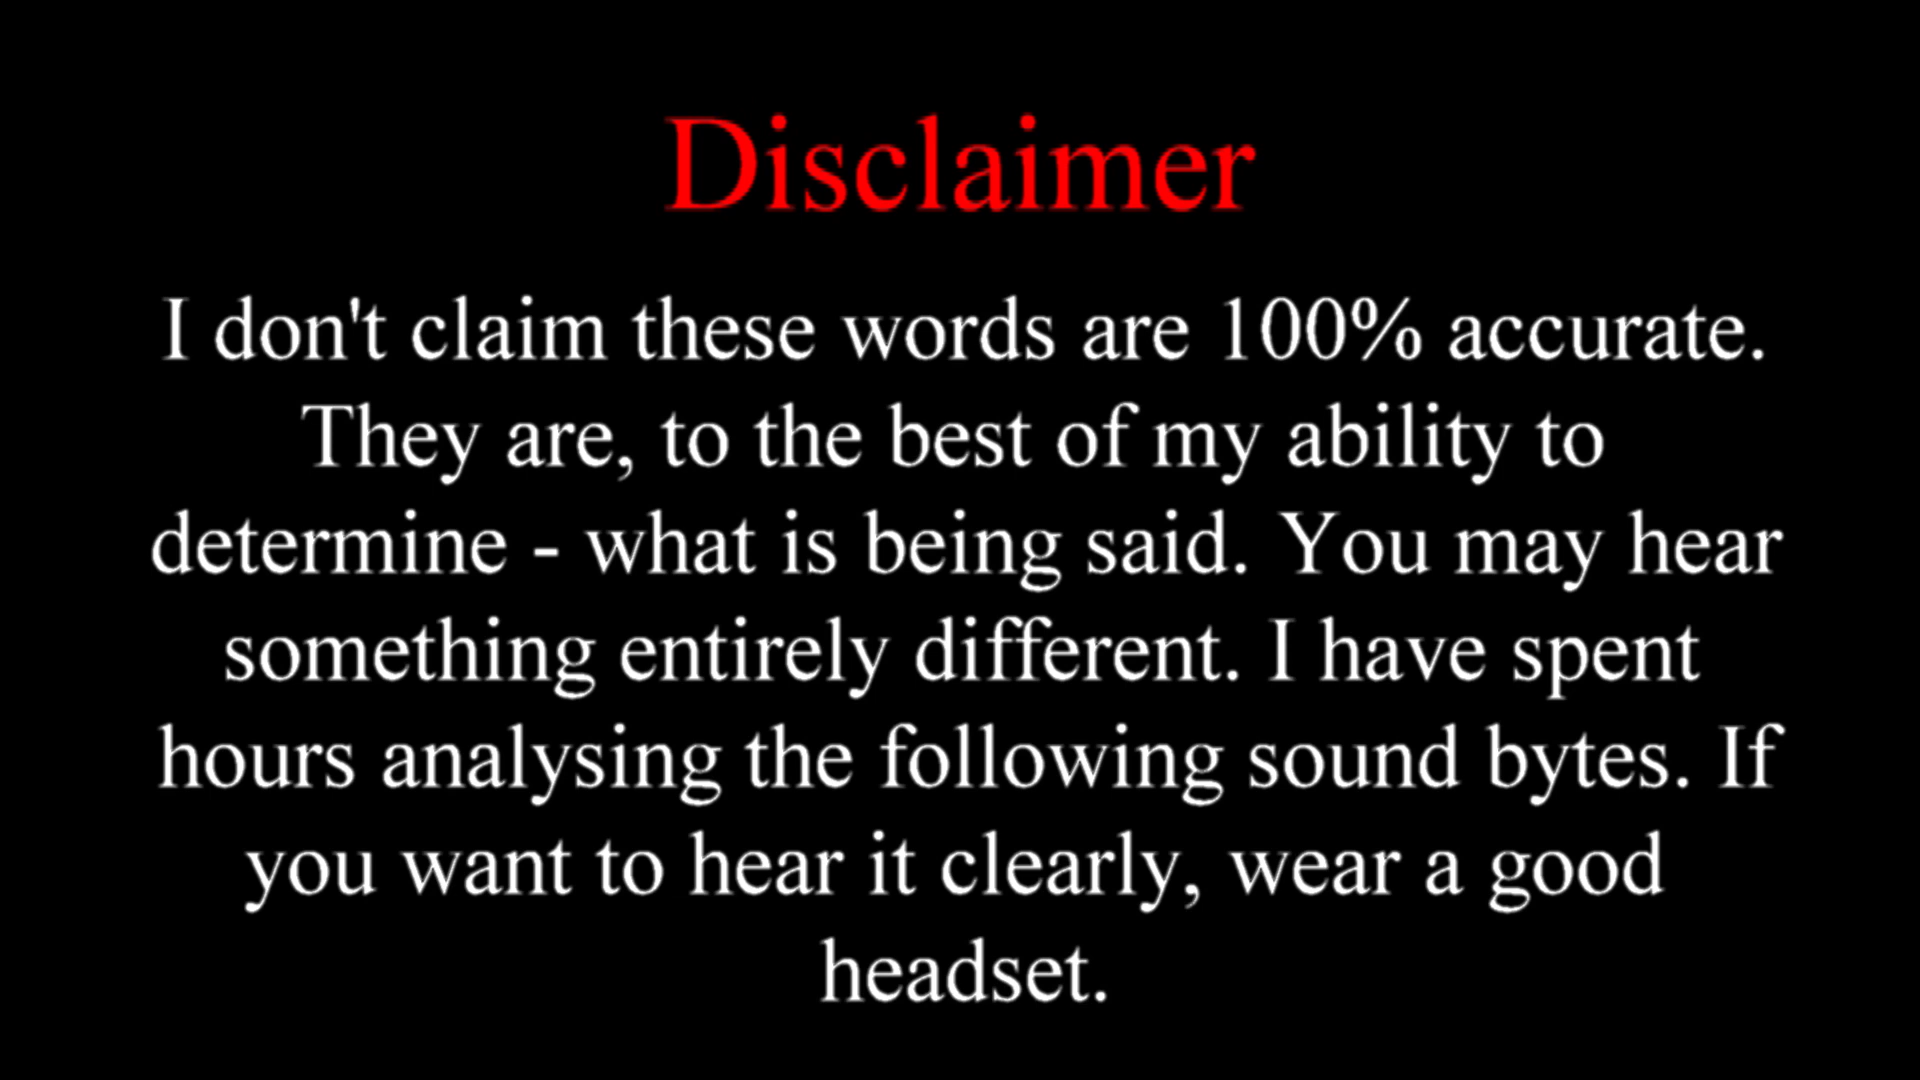 Disclaimer
I don't claim these words are 100% accurate.
They are, to the best of my ability to
determine - what is being said. You may hear
something entirely different. I have spent
hours analysing the following sound bytes. If
you want to hear it clearly, wear a good
headset.